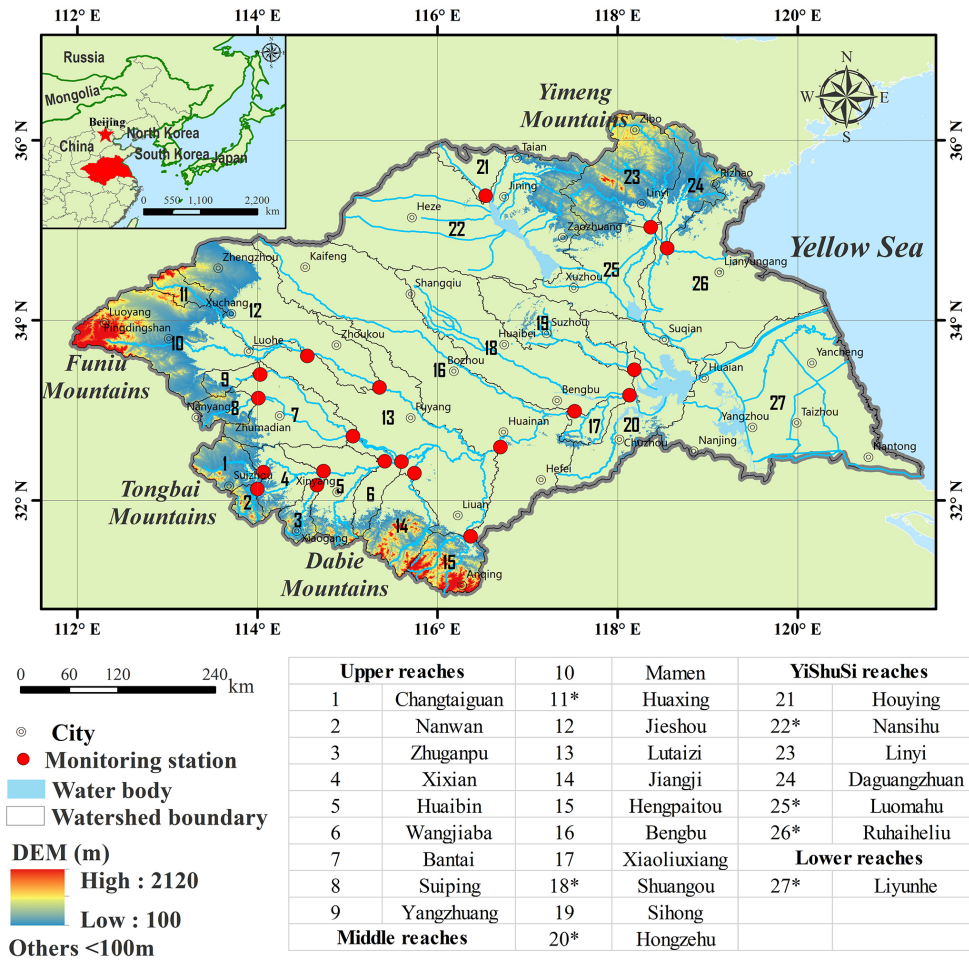 112° E 114° E 116° E 118° E 120° E
36° N 34° N 32° N
36° N 34° N 32° N
Russia
Mongolia
Beijing
China
North Korea
South Korea
Japan
0 550 1,100 2,200
km
N
S
N
W E
S
Yimeng
Mountains
Zibo
Taian
21
Jining
23
Linyi
24
Rizhao
Heze
22
Zaozhuang
Yellow Sea
Zhengzhou
Kaifeng
25
Lianyungang
26
Xuzhou
Shangqiu
11
Xuchang
12
Luoyang
Pingdingshan
10
Luohe
Zhoukou
19
Suzhou
Huaibei
18
Suqian
Funiu
Mountains
16
Bozhou
Yancheng
Huaian
9
8
Nanyang
Zhumadian
7
13
Fuyang
Bengbu
Huainan
17
20
Chuzhou
27
Yangzhou
Taizhou
Nanjing
Nantong
1
Suizhou
4
Xinyang
5
6
Hefei
Tongbai
Mountains
2
3
Xiaogang
Luan
14
15
Anqing
Dabie
Mountains
112° E 114° E 116° E 118° E 120° E
0 60 120 240
km
City
Monitoring station
Water body
Watershed boundary
DEM (m)
High : 2120
Low : 100
Others <100m
Upper reaches 10 Mamen YiShuSi reaches
1 Changtaiguan 11* Huaxing 21 Houying
2 Nanwan 12 Jieshou 22* Nansihu
3 Zhuganpu 13 Lutaizi 23 Linyi
4 Xixian 14 Jiangji 24 Daguangzhuan
5 Huaibin 15 Hengpaitou 25* Luomahu
6 Wangjiaba 16 Bengbu 26* Ruhaiheliu
7 Bantai 17 Xiaoliuxiang Lower reaches
8 Suiping 18* Shuangou 27* Liyunhe
9 Yangzhuang 19 Sihong
Middle reaches 20* Hongzehu